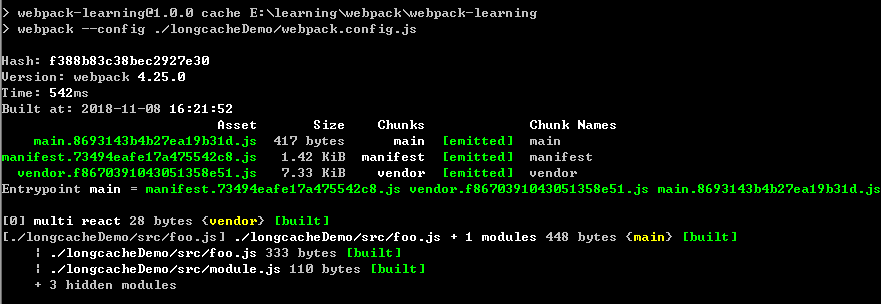 > webpack-learning@1.0.0 cache E:\learning\webpack\webpack-learning
> webpack --config ./longcacheDemo/webpack.config.js
Hash: f388b83c38bec2927e30
Version: webpack 4.25.0
Time: 542ms
Built at: 2018-11-08 16:21:52
Asset Size Chunks Chunk Names
main.8693143b4b27ea19b31d.js 417 bytes main [emitted] main
manifest.73494eafe17a475542c8.js 1.42 KiB manifest [emitted] manifest
vendor.f8670391043051358e51.js 7.33 KiB vendor [emitted] vendor
Entrypoint main = manifest.73494eafe17a475542c8.js vendor.f8670391043051358e51.js main.8693143b4b27ea19b31d.js
[0] multi react 28 bytes {vendor} [built]
[./longcacheDemo/src/foo.js] ./longcacheDemo/src/foo.js + 1 modules 448 bytes {main} [built]
| ./longcacheDemo/src/foo.js 333 bytes [built]
| ./longcacheDemo/src/module.js 110 bytes [built]
+ 3 hidden modules